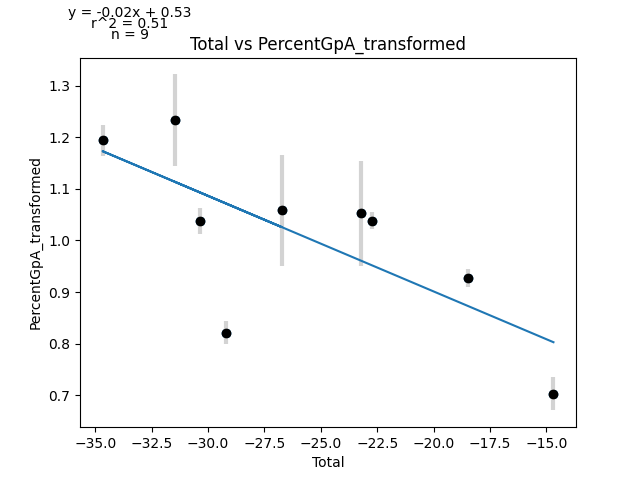 y = -0.02x + 0.53
r^2 = 0.51
n = 9
Total vs PercentGpA_transformed
PercentGpA_transformed
1.3
1.2
1.1
1.0
0.9
0.8
0.7
−35.0 −32.5 −30.0 −27.5 −25.0 −22.5 −20.0 −17.5 −15.0
Total